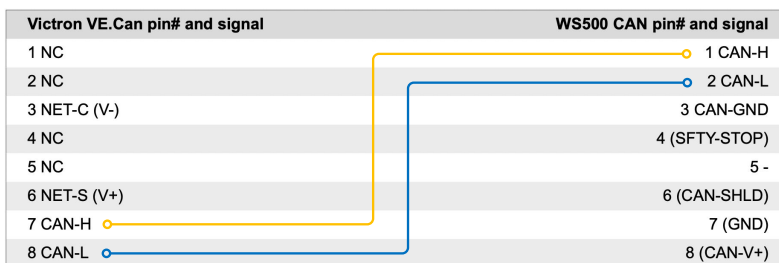 Victron VE.Can pin# and signal WS500 CAN pin# and signal
1 NC 1 CAN-H
2 NC 2 CAN-L
3 NET-C (V-) 3 CAN-GND
4 NC 4 (SFTY-STOP)
5 NC 5 -
6 NET-S (V+) 6 (CAN-SHLD)
7 CAN-H 7 (GND)
8 CAN-L 8 (CAN-V+)